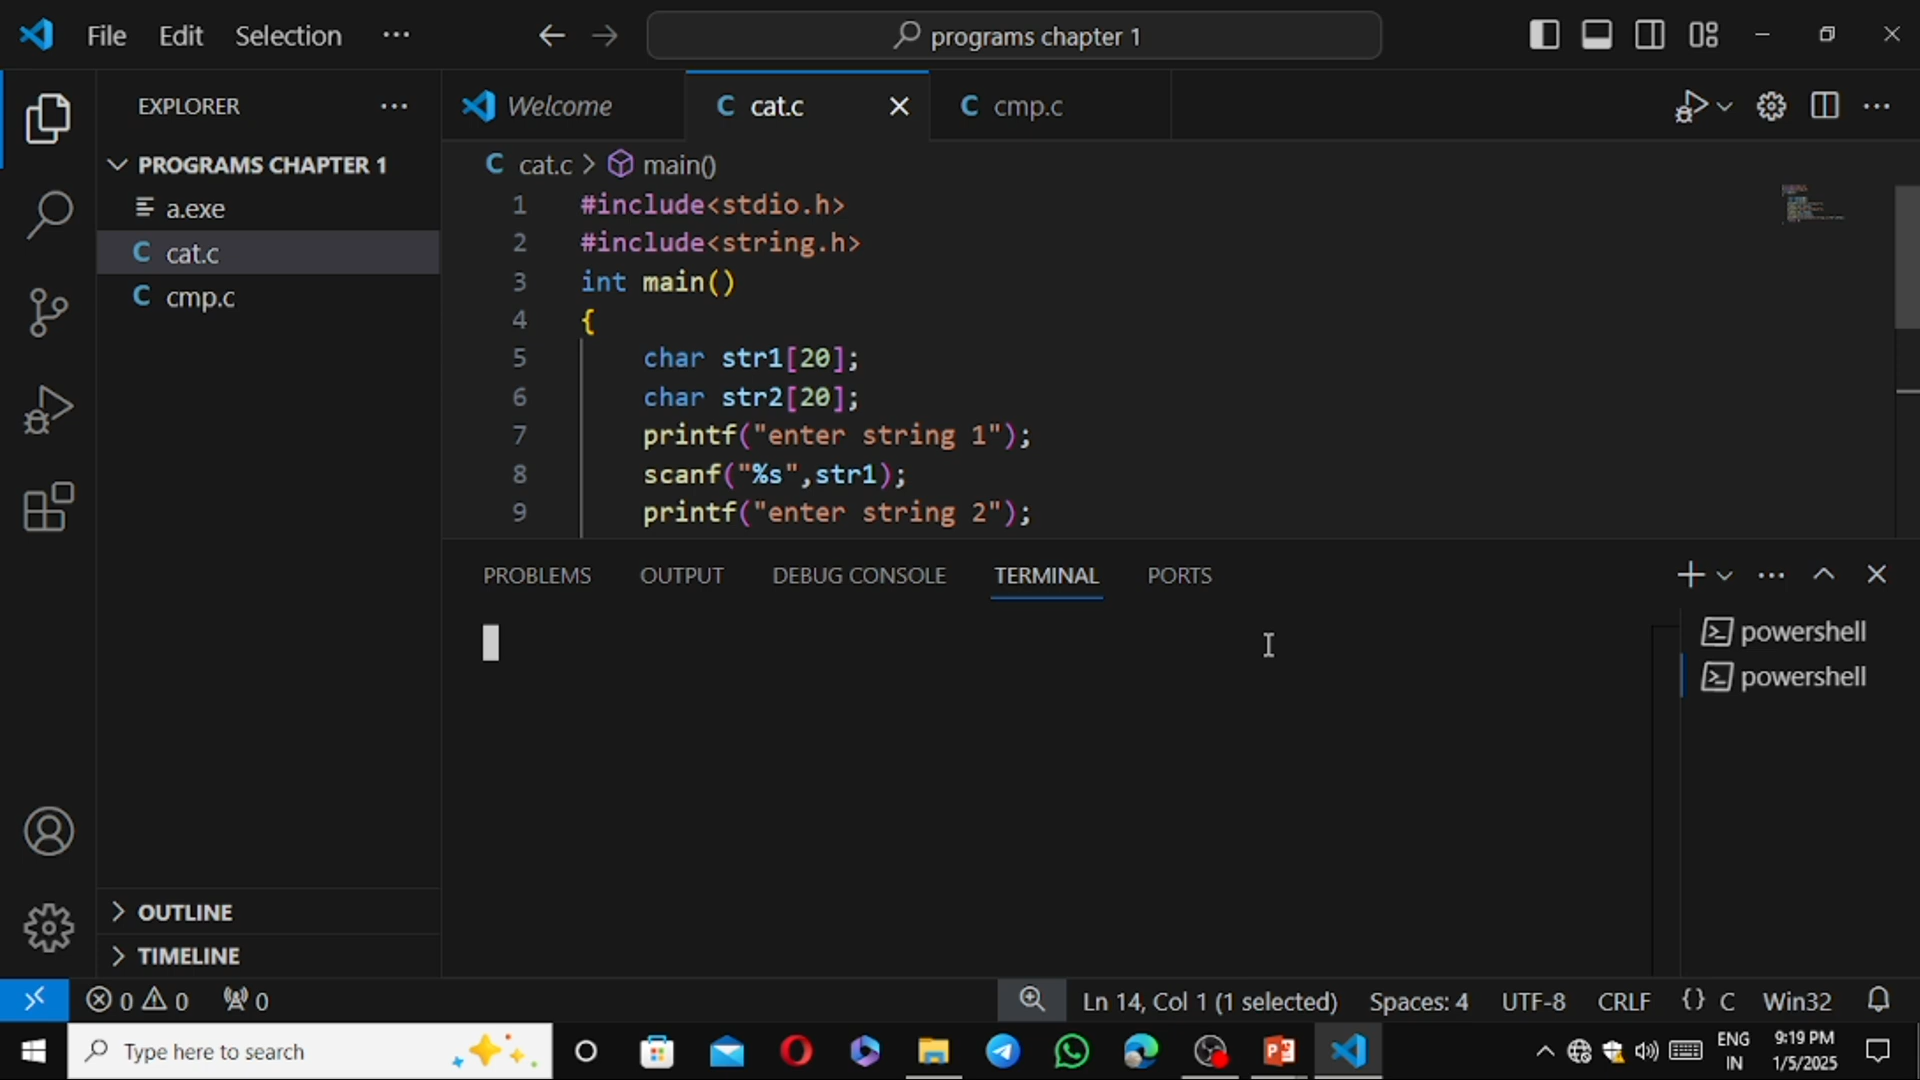 File Edit Selection ··· programs chapter 1
EXPLORER ···
Welcome
cat.c
cmp.c
PROGRAMS CHAPTER 1
a.exe
cat.c
cmp.c
cat.c > main()
1 #include<stdio.h>
2 #include<string.h>
3 int main()
4 {
5 char str1[20];
6 char str2[20];
7 printf("enter string 1");
8 scanf("%s",str1);
9 printf("enter string 2");
PROBLEMS OUTPUT DEBUG CONSOLE TERMINAL PORTS
powershell
powershell
OUTLINE
TIMELINE
0 0 0 Ln 14, Col 1 (1 selected) Spaces: 4 UTF-8 CRLF {} C Win32
Type here to search
ENG
IN
9:19 PM
1/5/2025